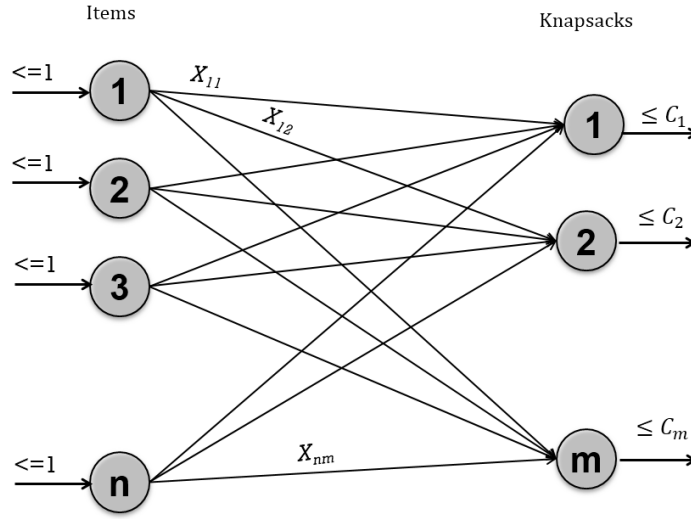 Items
Knapsacks
<=1
1
X₁₁
X₁₂
1
≤ C₁
<=1
2
2
≤ C₂
<=1
3
<=1
n
Xₙₘ
m
≤ Cₘ